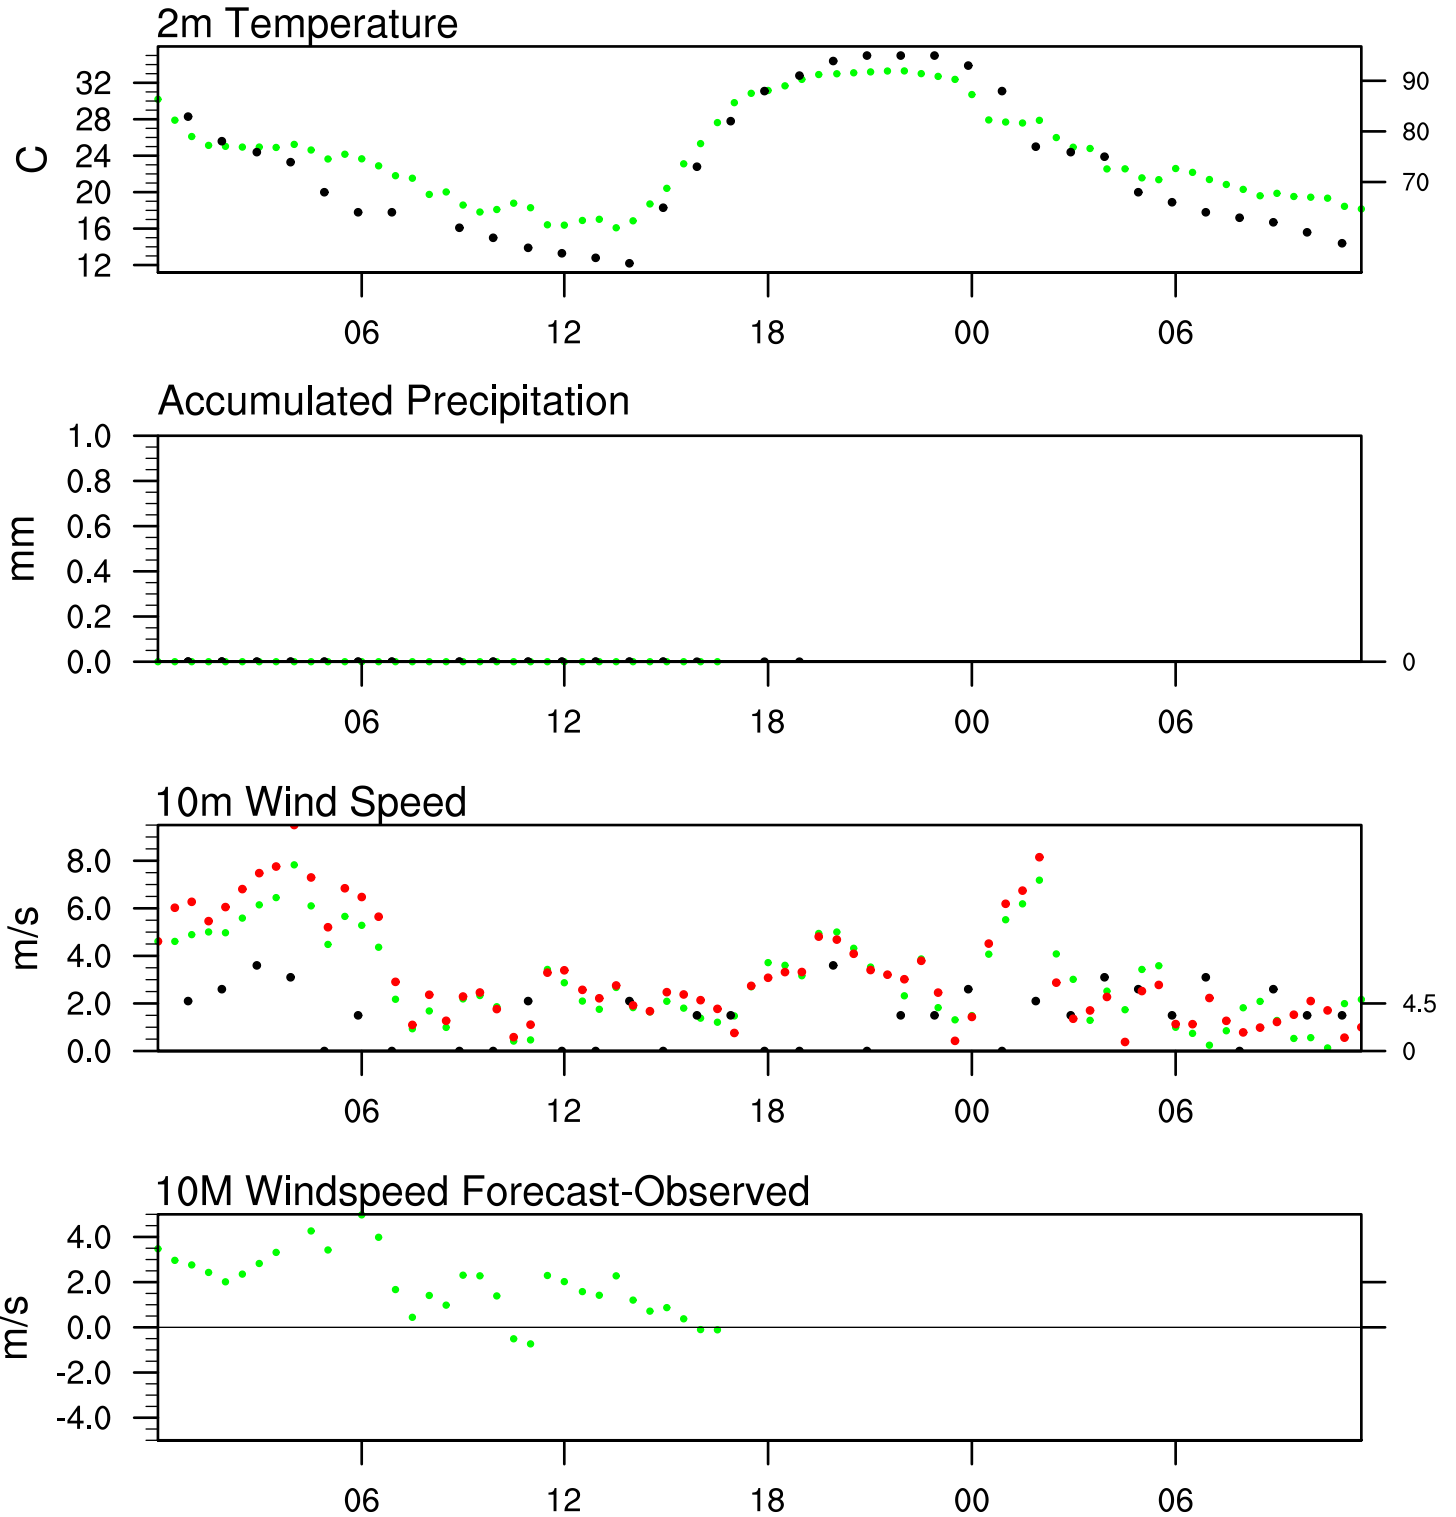 2m Temperature
32
28
24
20
16
12
C
90
80
70
06 12 18 00 06
Accumulated Precipitation
1.0
0.8
0.6
0.4
0.2
0.0
mm
0
06 12 18 00 06
10m Wind Speed
8.0
6.0
4.0
2.0
0.0
m/s
4.5
0
06 12 18 00 06
10M Windspeed Forecast-Observed
4.0
2.0
0.0
-2.0
-4.0
m/s
06 12 18 00 06